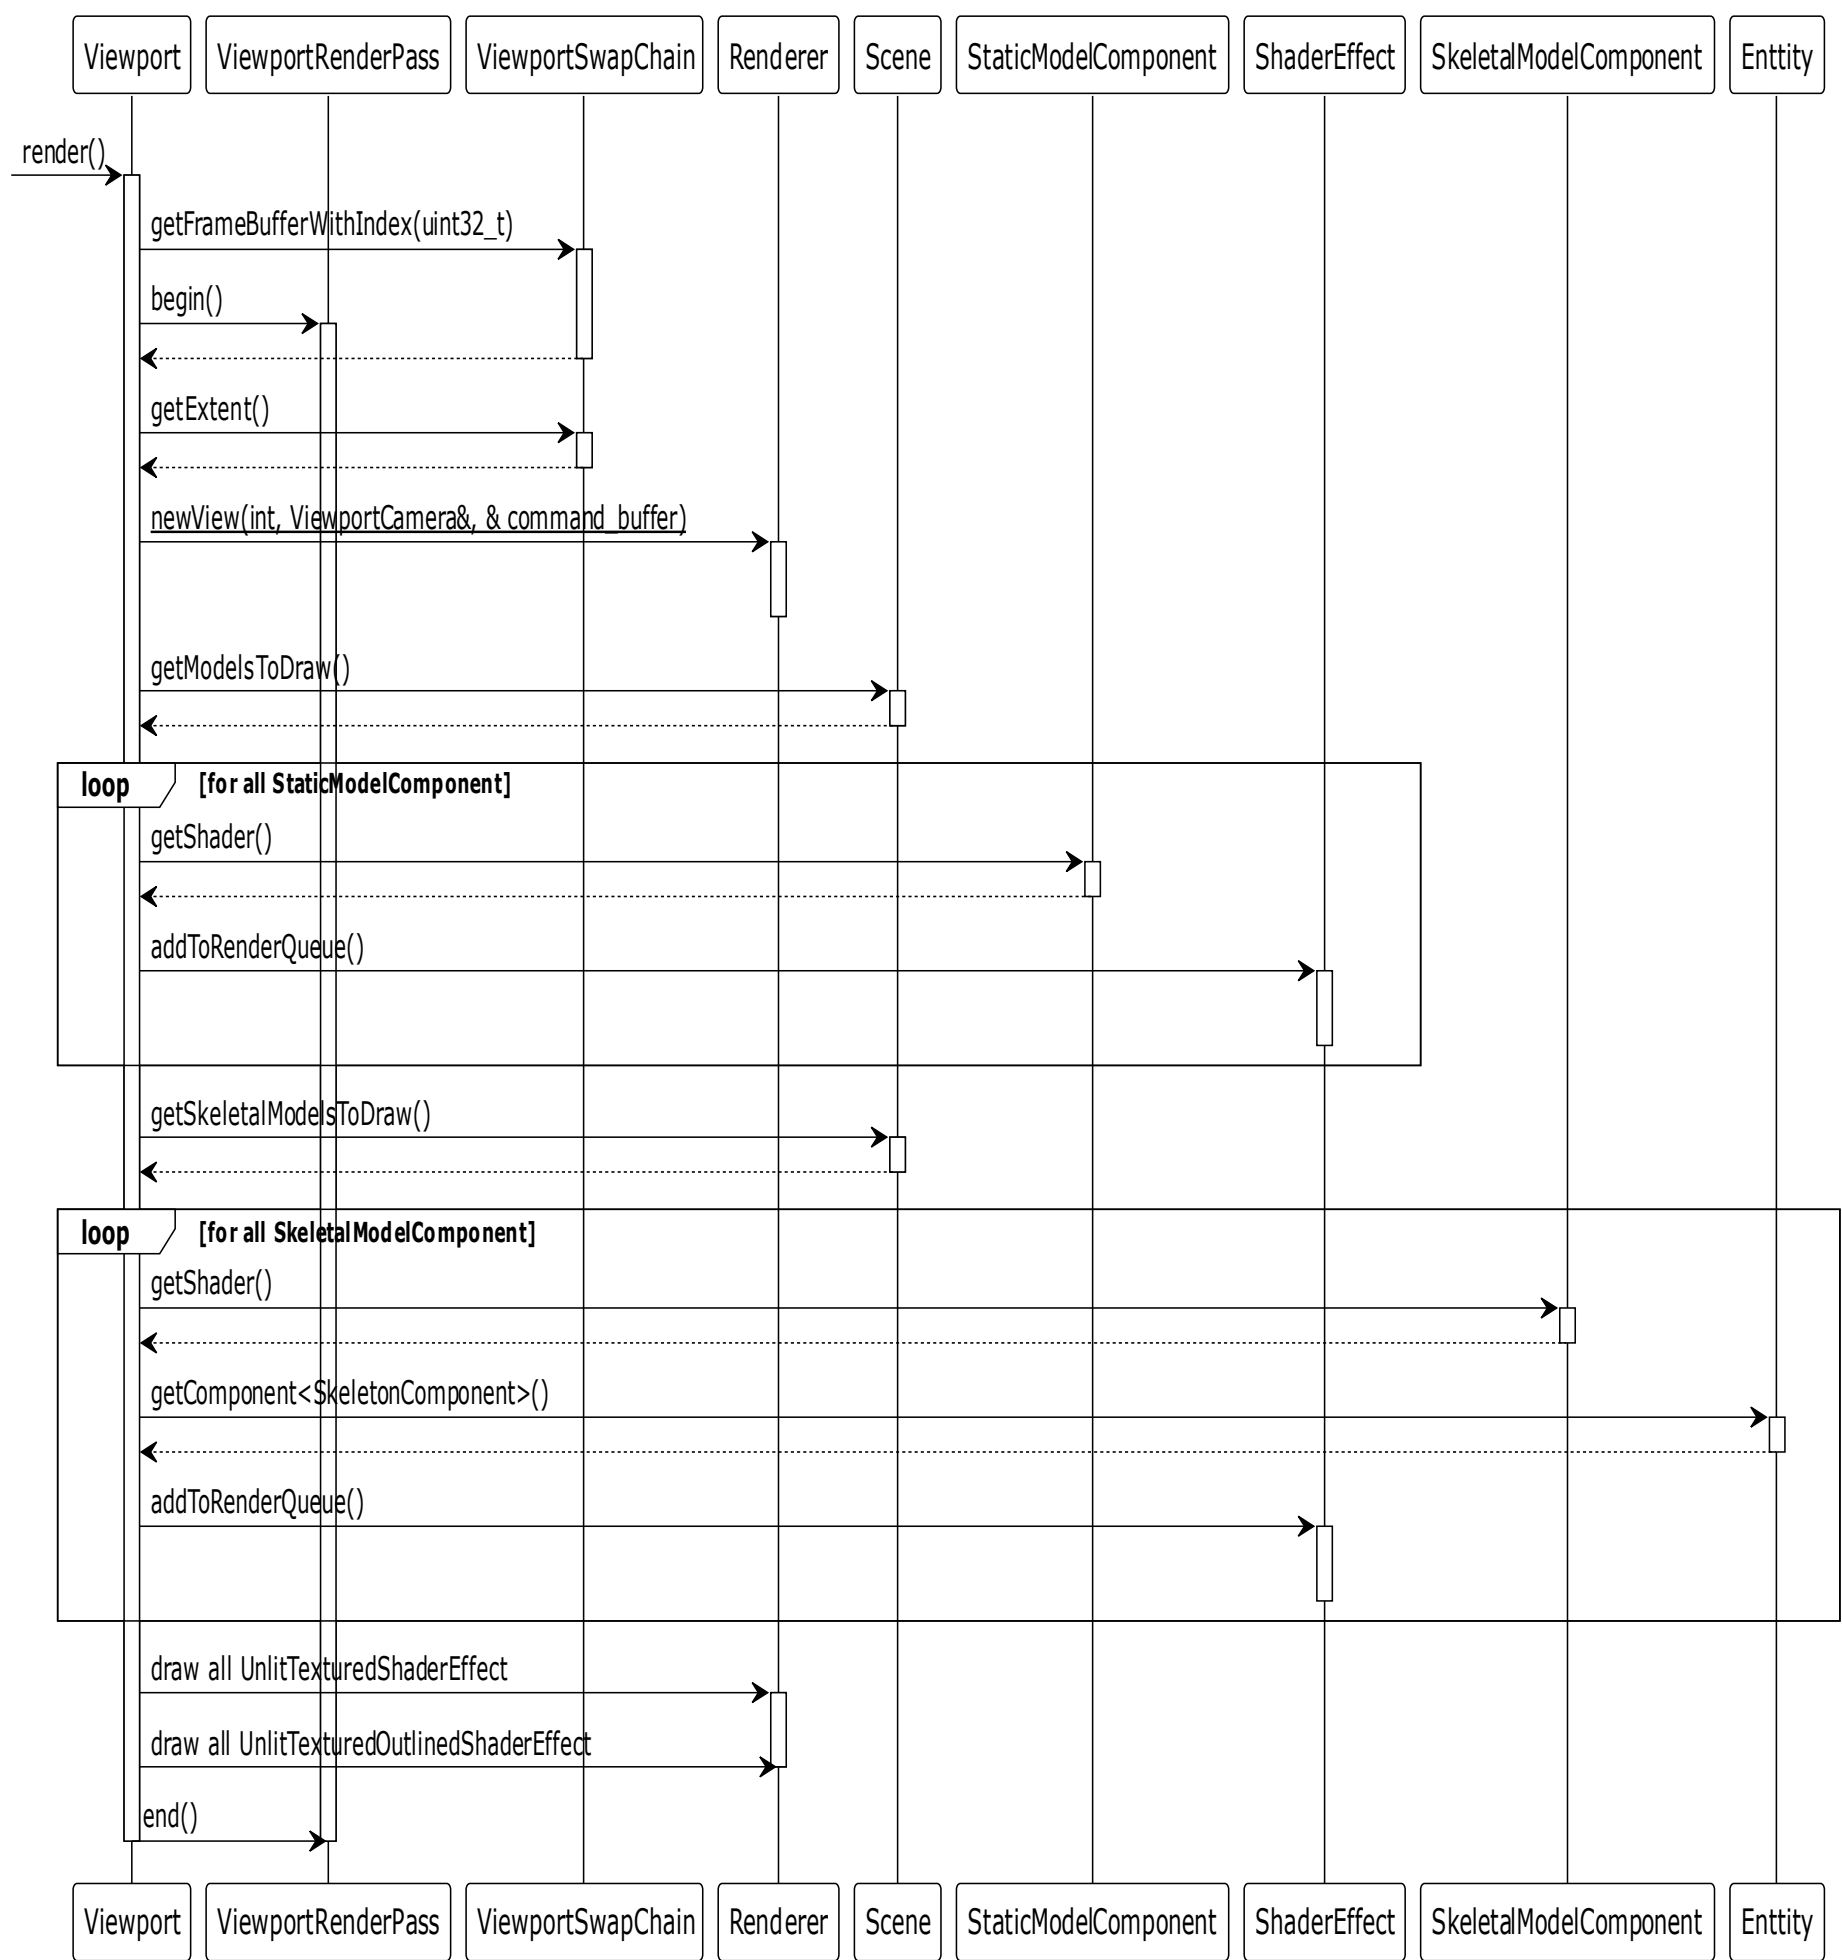 Viewport ViewportRenderPass ViewportSwapChain Renderer Scene StaticModelComponent ShaderEffect SkeletalModelComponent Enttity
render()
getFrameBufferWithIndex(uint32_t)
begin()
getExtent()
newView(int, ViewportCamera&, & command_buffer)
getModelsToDraw()
loop [for all StaticModelComponent]
getShader()
addToRenderQueue()
getSkeletalModelsToDraw()
loop [for all SkeletalModelComponent]
getShader()
getComponent<SkeletonComponent>()
addToRenderQueue()
draw all UnlitTexturedShaderEffect
draw all UnlitTexturedOutlinedShaderEffect
end()
Viewport ViewportRenderPass ViewportSwapChain Renderer Scene StaticModelComponent ShaderEffect SkeletalModelComponent Enttity